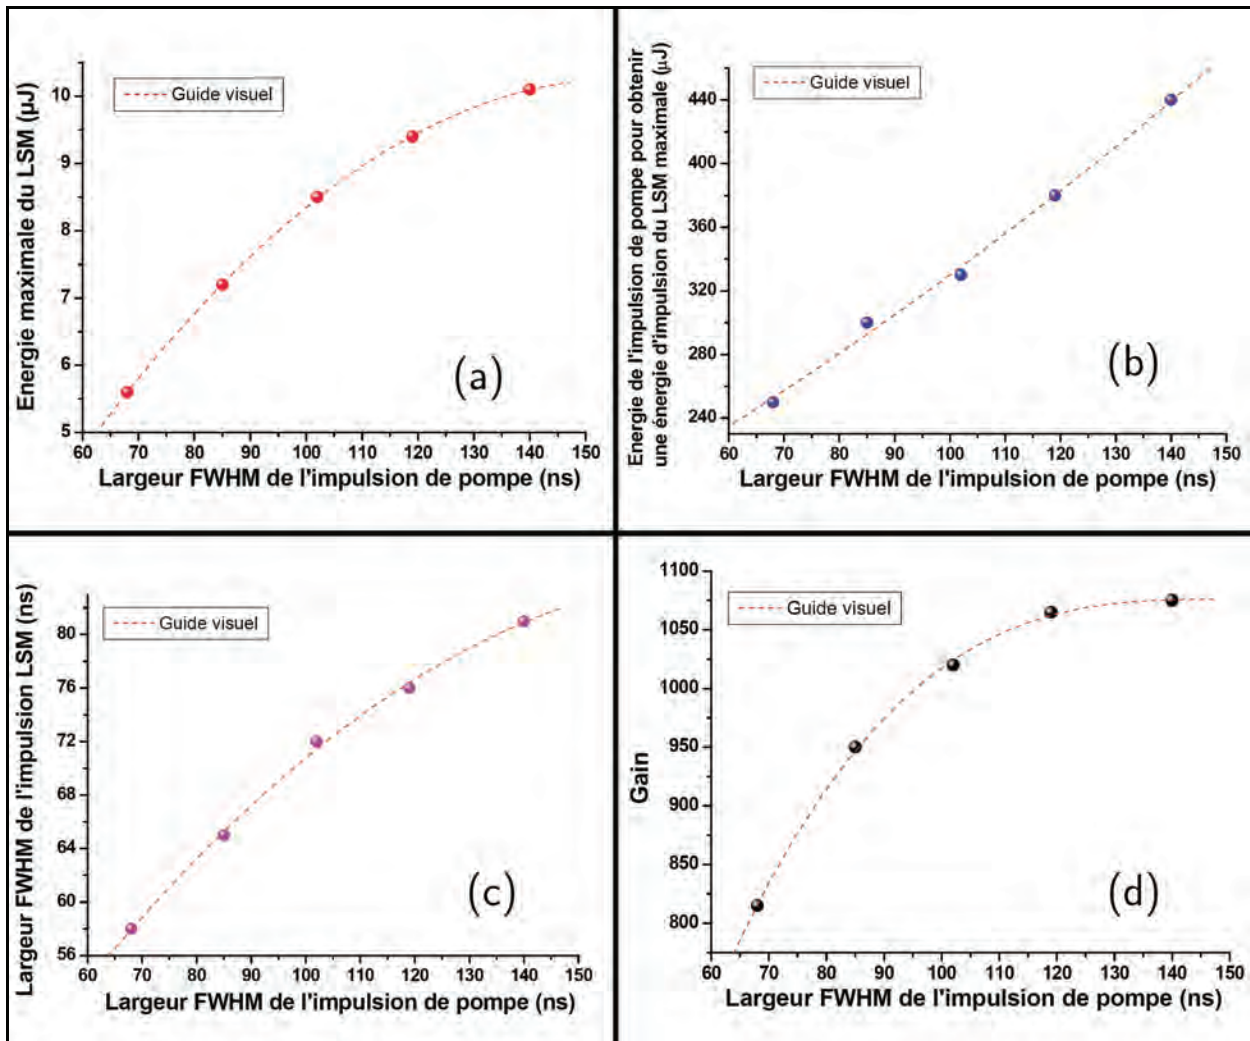 Energie maximale du LSM (µJ)
10
9
8
7
6
5
Guide visuel
(a)
60 70 80 90 100 110 120 130 140 150
Largeur FWHM de l'impulsion de pompe (ns)
Energie de l'impulsion de pompe pour obtenir
une énergie d'impulsion du LSM maximale (µJ)
440
400
360
320
280
240
Guide visuel
(b)
60 70 80 90 100 110 120 130 140 150
Largeur FWHM de l'impulsion de pompe (ns)
Largeur FWHM de l'impulsion LSM (ns)
80
76
72
68
64
60
56
Guide visuel
(c)
60 70 80 90 100 110 120 130 140 150
Largeur FWHM de l'impulsion de pompe (ns)
Gain
1100
1050
1000
950
900
850
800
Guide visuel
(d)
60 70 80 90 100 110 120 130 140 150
Largeur FWHM de l'impulsion de pompe (ns)